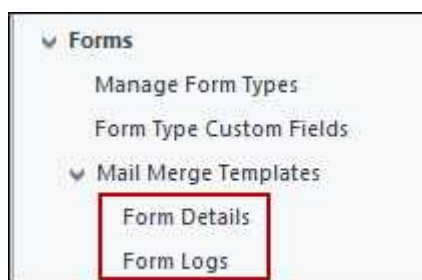 Forms
Manage Form Types
Form Type Custom Fields
Mail Merge Templates
Form Details
Form Logs